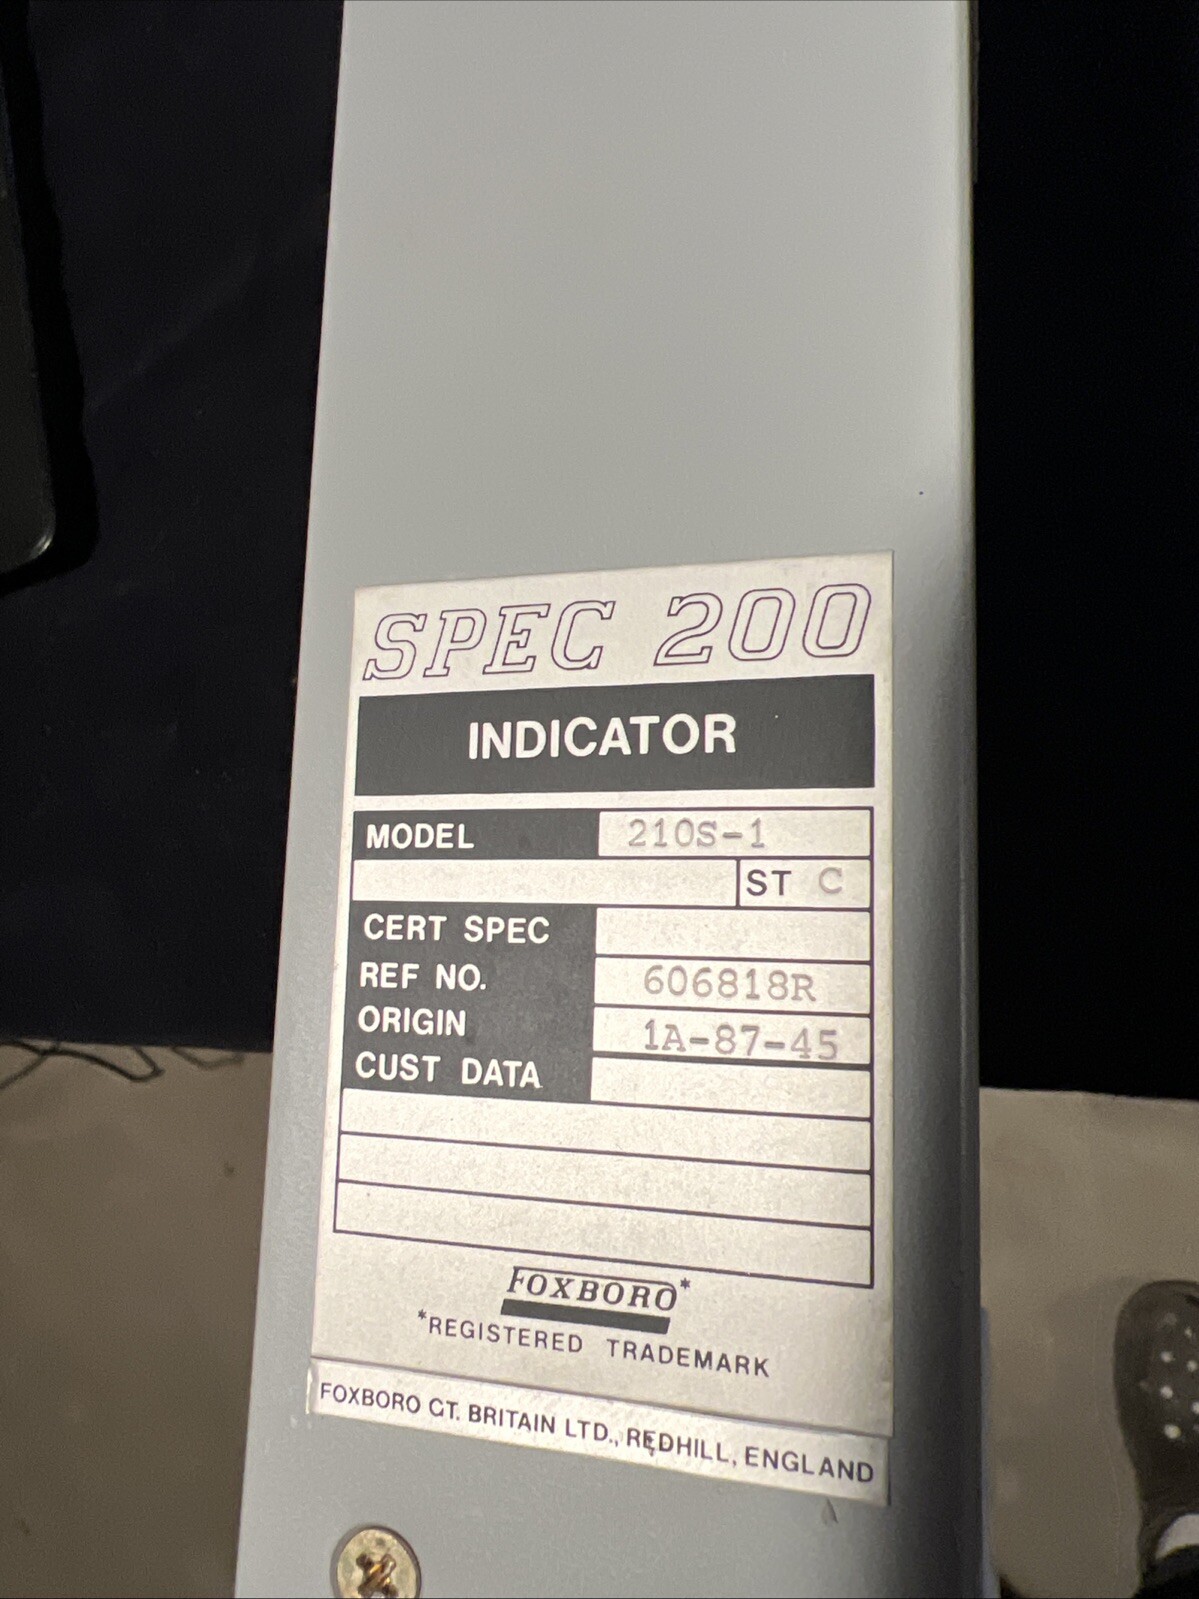 SPEC 200
INDICATOR
MODEL 210S-1
ST C
CERT SPEC
REF NO. 606818R
ORIGIN 1A-87-45
CUST DATA
FOXBORO*
*REGISTERED TRADEMARK
FOXBORO GT. BRITAIN LTD., REDHILL, ENGLAND